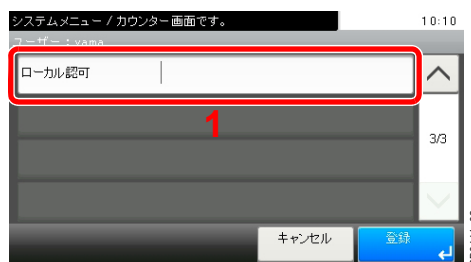 システムメニュー / カウンター画面です。 10:10
ユーザー：yama
ローカル認可
1
3/3
キャンセル 登録